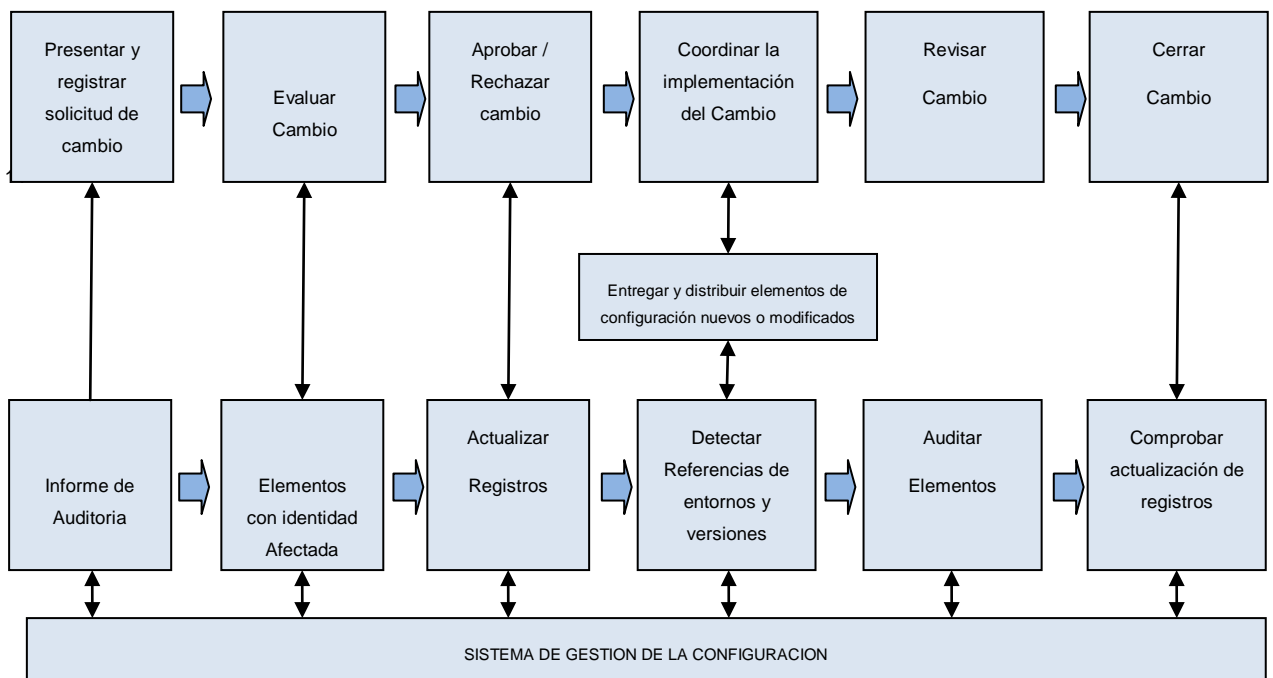 Presentar y
registrar
solicitud de
cambio
Evaluar
Cambio
Aprobar /
Rechazar
cambio
Coordinar la
implementación
del Cambio
Revisar
Cambio
Cerrar
Cambio
Entregar y distribuir elementos de
configuración nuevos o modificados
Informe de
Auditoria
Elementos
con identidad
Afectada
Actualizar
Registros
Detectar
Referencias de
entornos y
versiones
Auditar
Elementos
Comprobar
actualización de
registros
SISTEMA DE GESTION DE LA CONFIGURACION